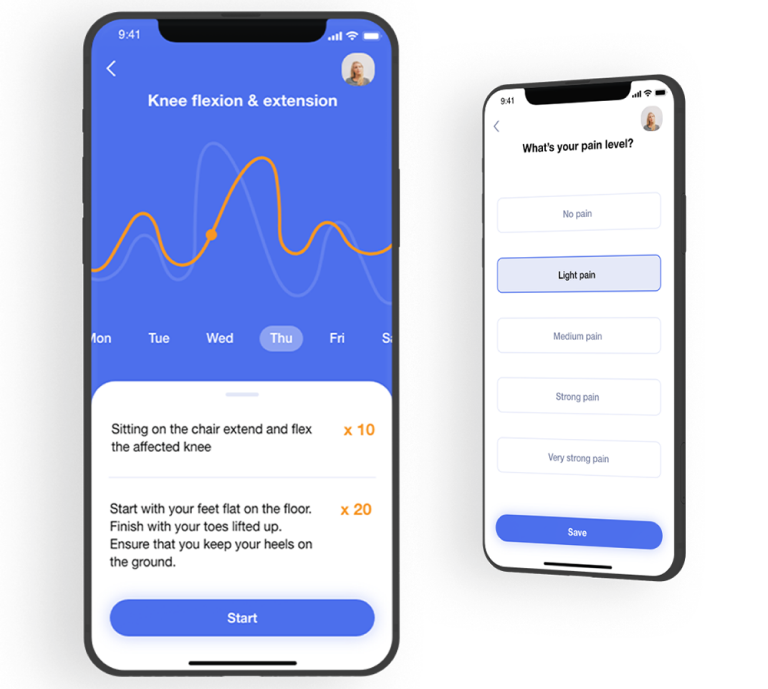 9:41
Knee flexion & extension
Mon Tue Wed Thu Fri Sa
Sitting on the chair extend and flex
the affected knee
x 10
Start with your feet flat on the floor.
Finish with your toes lifted up.
Ensure that you keep your heels on
the ground.
x 20
Start
9:41
What's your pain level?
No pain
Light pain
Medium pain
Strong pain
Very strong pain
Save